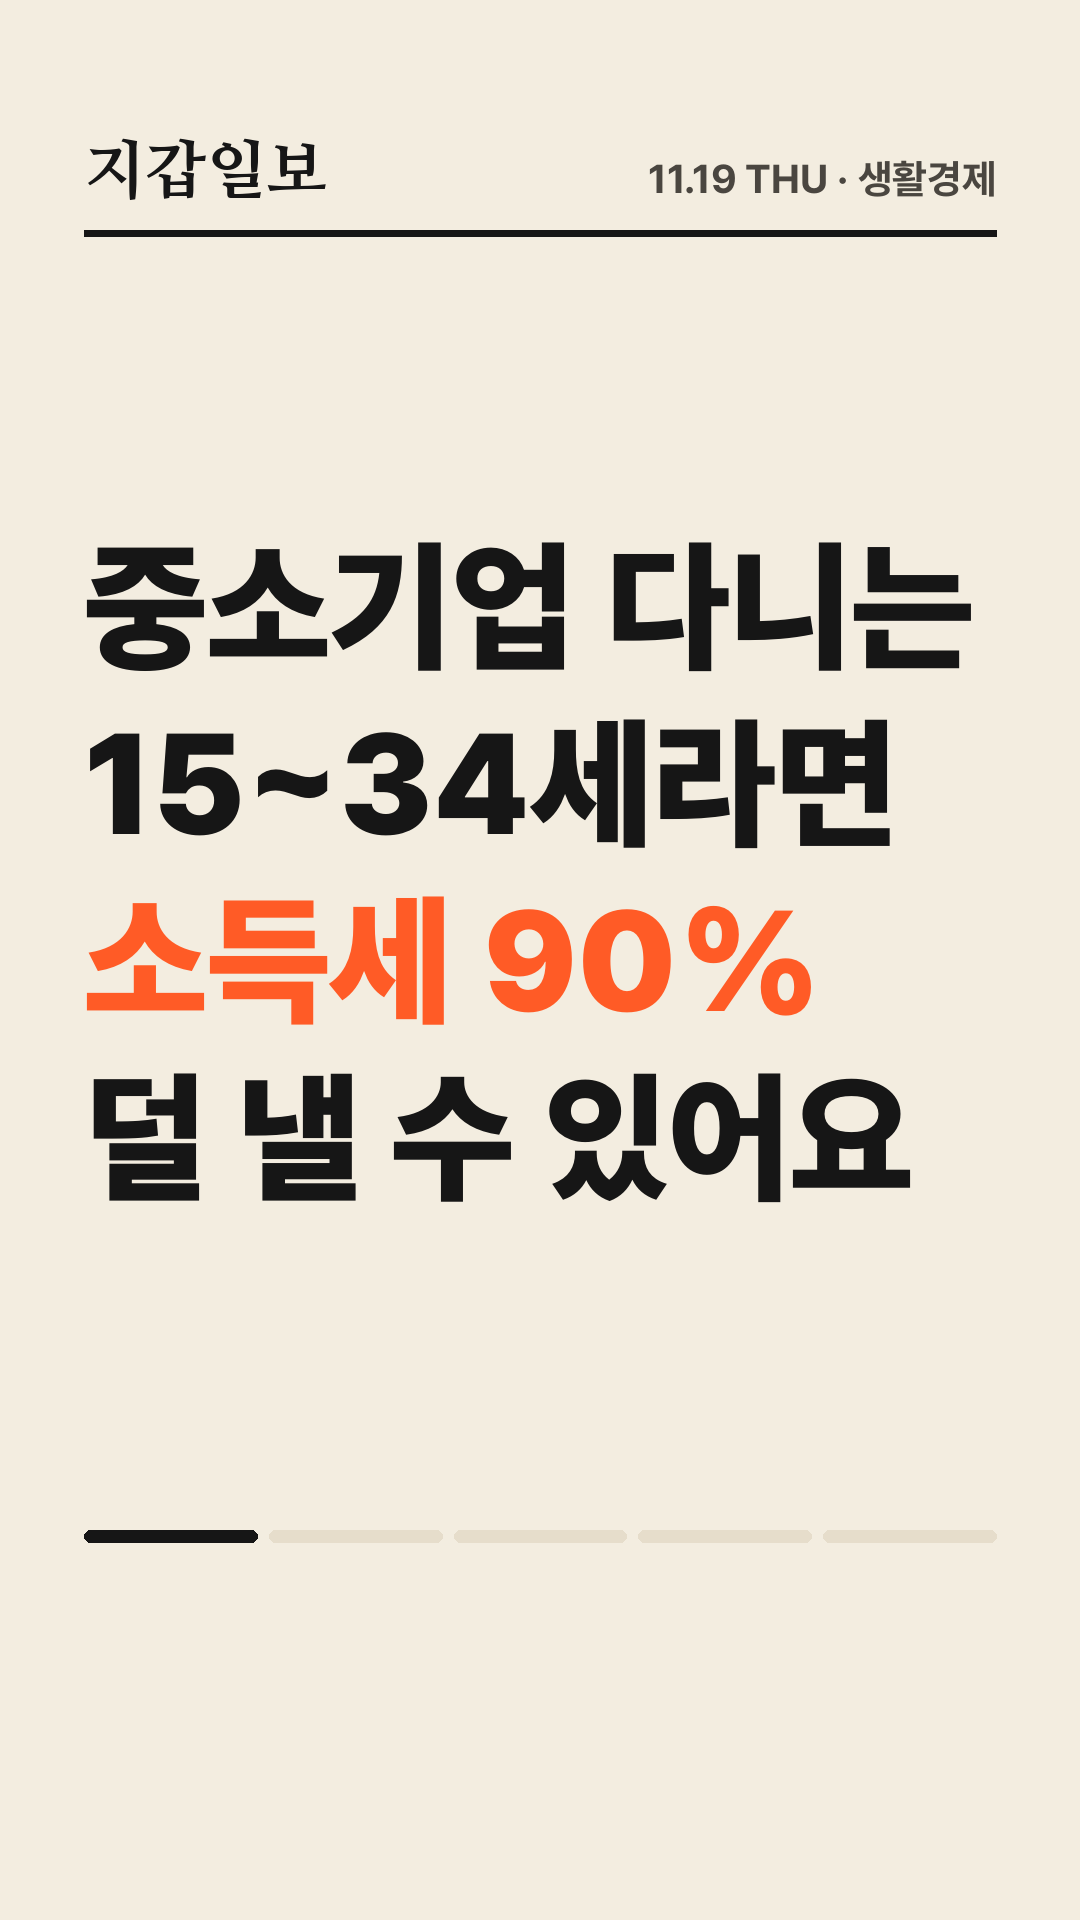 지갑일보
11.19 THU · 생활경제
중소기업 다니는
15~34세라면
소득세 90%
덜 낼 수 있어요